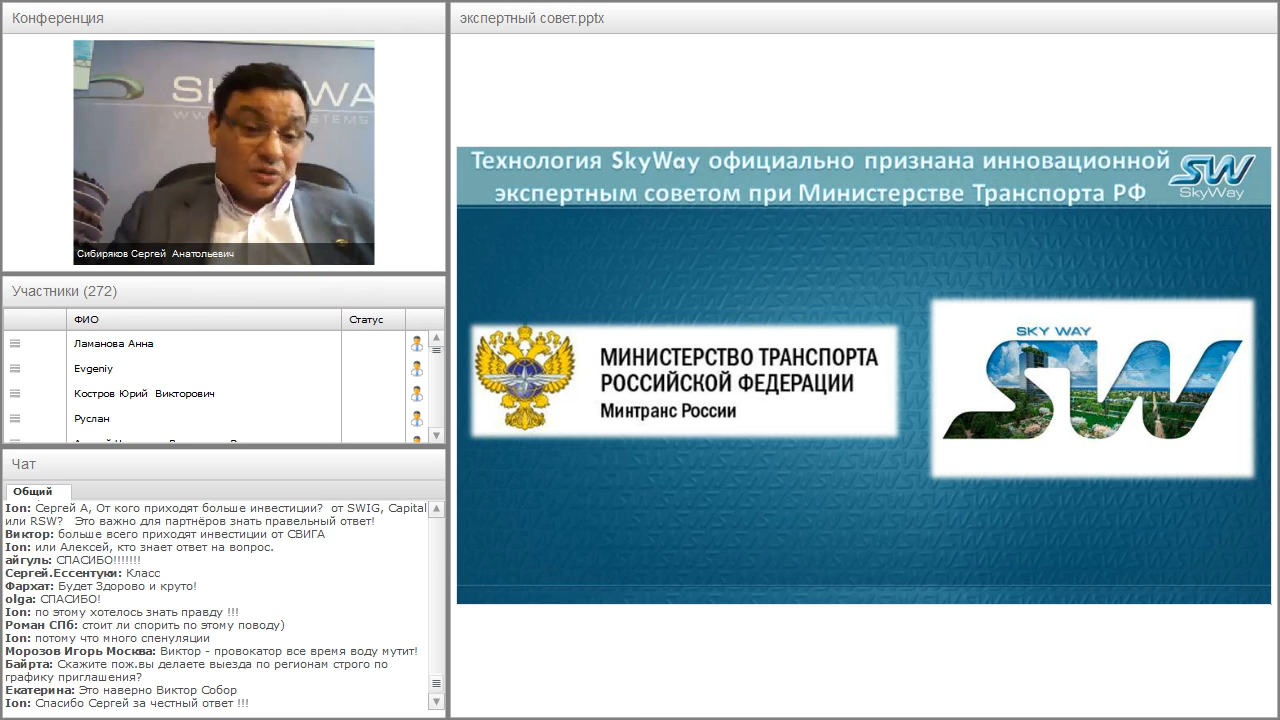 Конференция
SKYWA
Сибиряков Сергей Анатольевич
Участники (272)
ФИО
Статус
Ламанова Анна
Evgeniy
Костров Юрий Викторович
Руслан
Чат
Общий
Ion: Сергей А, От кого приходят больше инвестиции? от SWIG, Capital
или RSW? Это важно для партнёров знать правельный ответ!
Виктор: больше всего приходят инвестиции от СВИГА
Ion: или Алексей, кто знает ответ на вопрос.
айгуль: СПАСИБО!!!!!!!
Сергей.Ессентуки: Класс
Фархат: Будет Здорово и круто!
olga: СПАСИБО!
Ion: по этому хотелось знать правду !!!
Роман СПб: стоит ли спорить по этому поводу)
Ion: потому что много спенуляции
Морозов Игорь Москва: Виктор - провокатор все время воду мутит!
Байрта: Скажите пож.вы делаете выезда по регионам строго по
графику приглашения?
Екатерина: Это наверно Виктор Собор
Ion: Спасибо Сергей за честный ответ !!!
экспертный совет.pptx
Технология SkyWay официально признана инновационной
экспертным советом при Министерстве Транспорта РФ
SW
SkyWay
МИНИСТЕРСТВО ТРАНСПОРТА
РОССИЙСКОЙ ФЕДЕРАЦИИ
Минтранс России
SKY WAY
SW